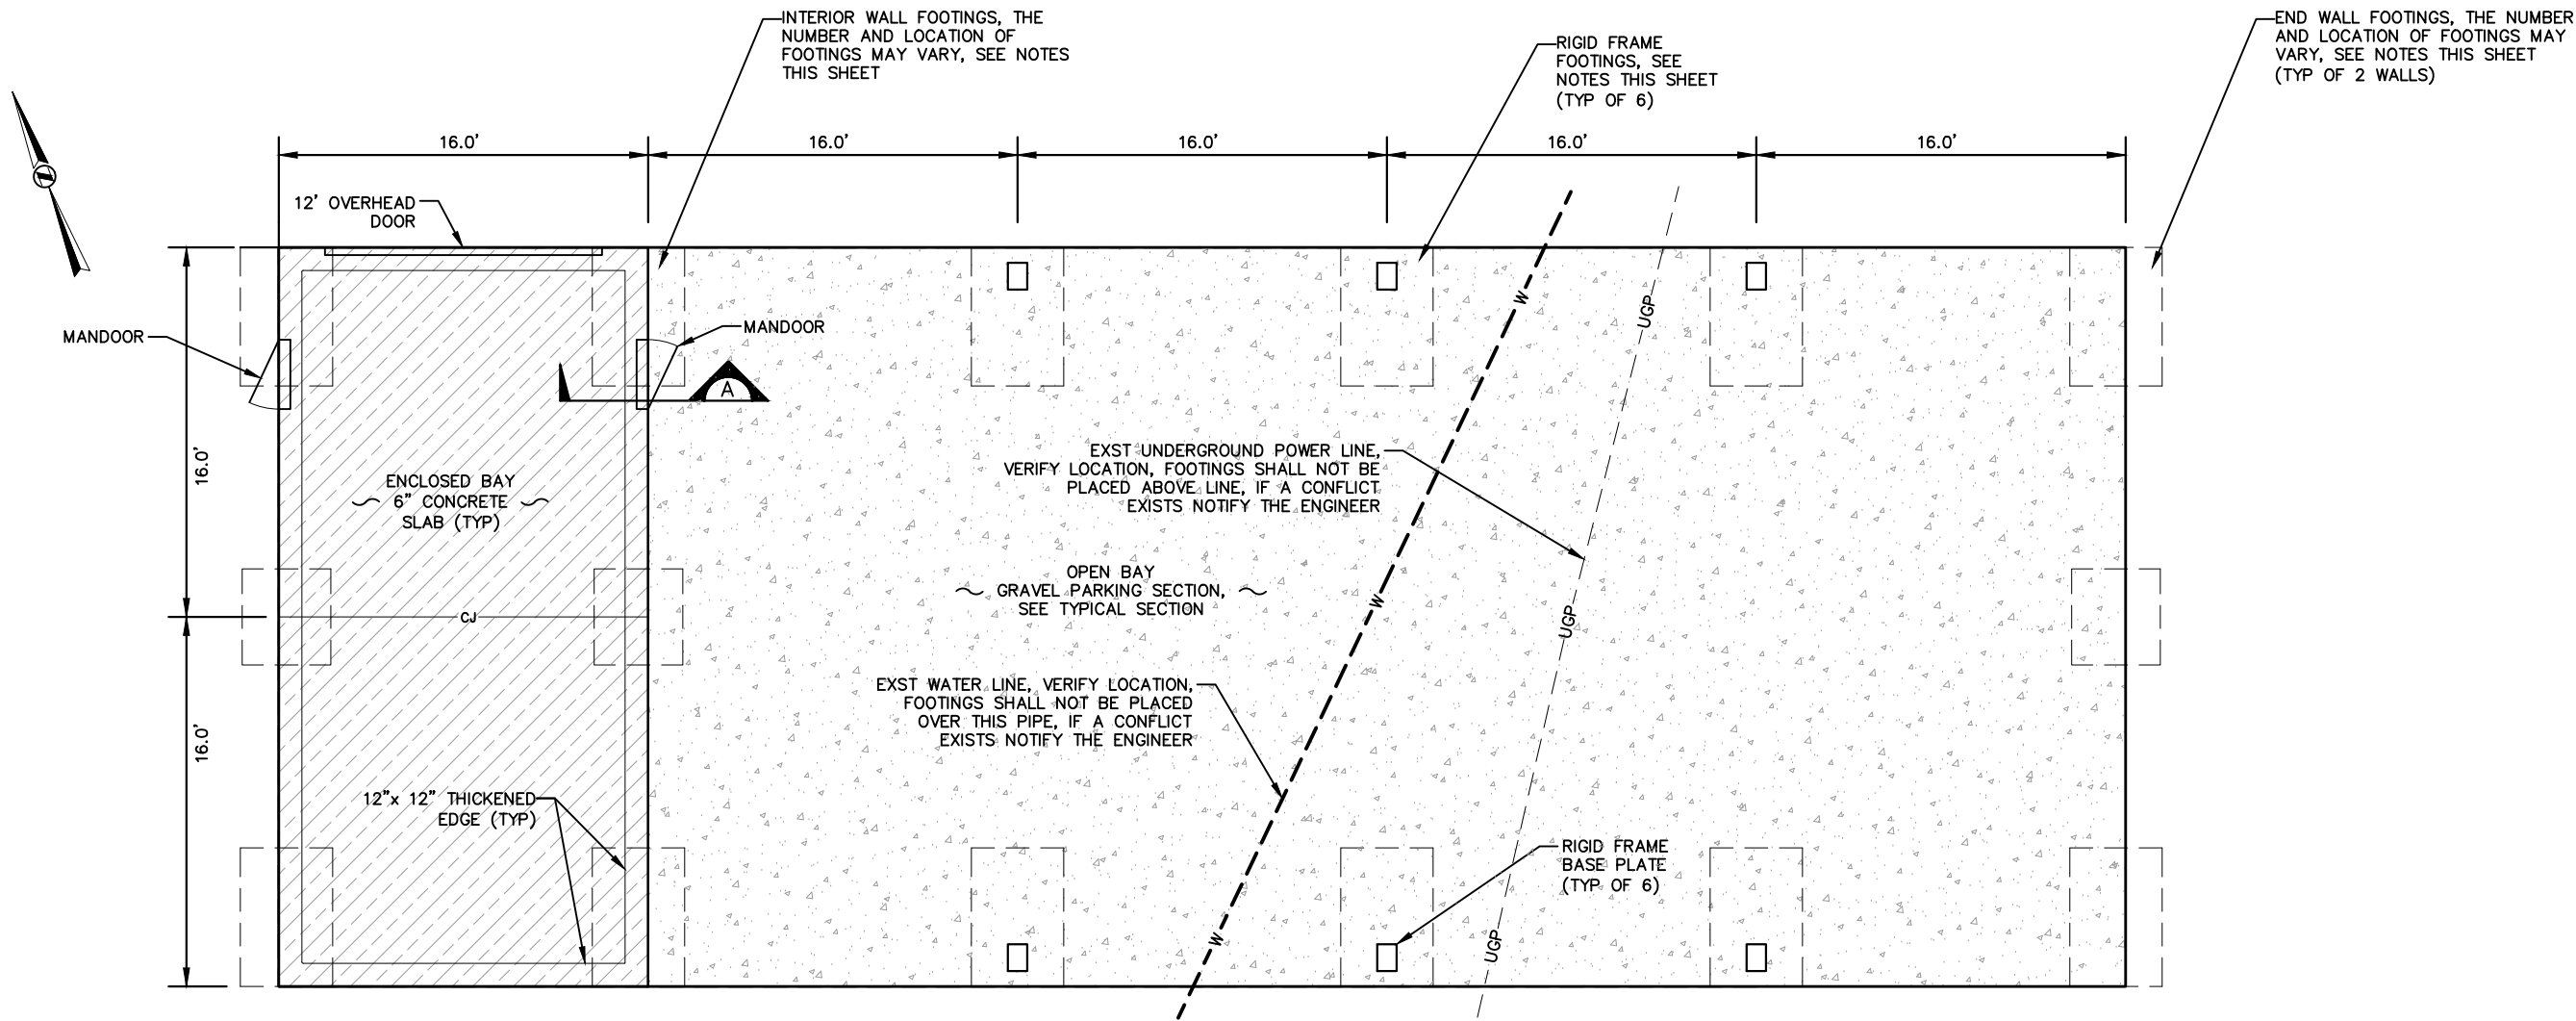 INTERIOR WALL FOOTINGS, THE
NUMBER AND LOCATION OF
FOOTINGS MAY VARY, SEE NOTES
THIS SHEET
RIGID FRAME
FOOTINGS, SEE
NOTES THIS SHEET
(TYP OF 6)
END WALL FOOTINGS, THE NUMBER
AND LOCATION OF FOOTINGS MAY
VARY, SEE NOTES THIS SHEET
(TYP OF 2 WALLS)
16.0'
16.0'
16.0'
16.0'
16.0'
N
12' OVERHEAD
DOOR
MANDOOR
MANDOOR
A
W
UGP
16.0'
ENCLOSED BAY
6" CONCRETE
SLAB (TYP)
EXST UNDERGROUND POWER LINE,
VERIFY LOCATION, FOOTINGS SHALL NOT BE
PLACED ABOVE LINE, IF A CONFLICT
EXISTS NOTIFY THE ENGINEER
OPEN BAY
GRAVEL PARKING SECTION,
SEE TYPICAL SECTION
W
UGP
CJ
EXST WATER LINE, VERIFY LOCATION,
FOOTINGS SHALL NOT BE PLACED
OVER THIS PIPE, IF A CONFLICT
EXISTS NOTIFY THE ENGINEER
16.0'
12"x 12" THICKENED
EDGE (TYP)
RIGID FRAME
BASE PLATE
(TYP OF 6)
W
UGP